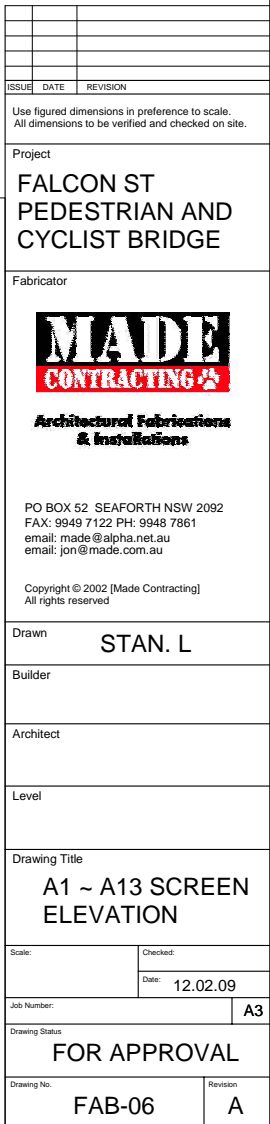 ISSUE DATE REVISION
Use figured dimensions in preference to scale.
All dimensions to be verified and checked on site.
Project
FALCON ST
PEDESTRIAN AND
CYCLIST BRIDGE
Fabricator
MADE
CONTRACTING
Architectural Fabrications
& Installations
PO BOX 52 SEAFORTH NSW 2092
FAX: 9949 7122 PH: 9948 7861
email: made@alpha.net.au
email: jon@made.com.au
Copyright © 2002 [Made Contracting]
All rights reserved
Drawn
STAN. L
Builder
Architect
Level
Drawing Title
A1 ~ A13 SCREEN
ELEVATION
Scale:
Checked:
Date: 12.02.09
Job Number:
A3
Drawing Status
FOR APPROVAL
Drawing No.
FAB-06
Revision
A